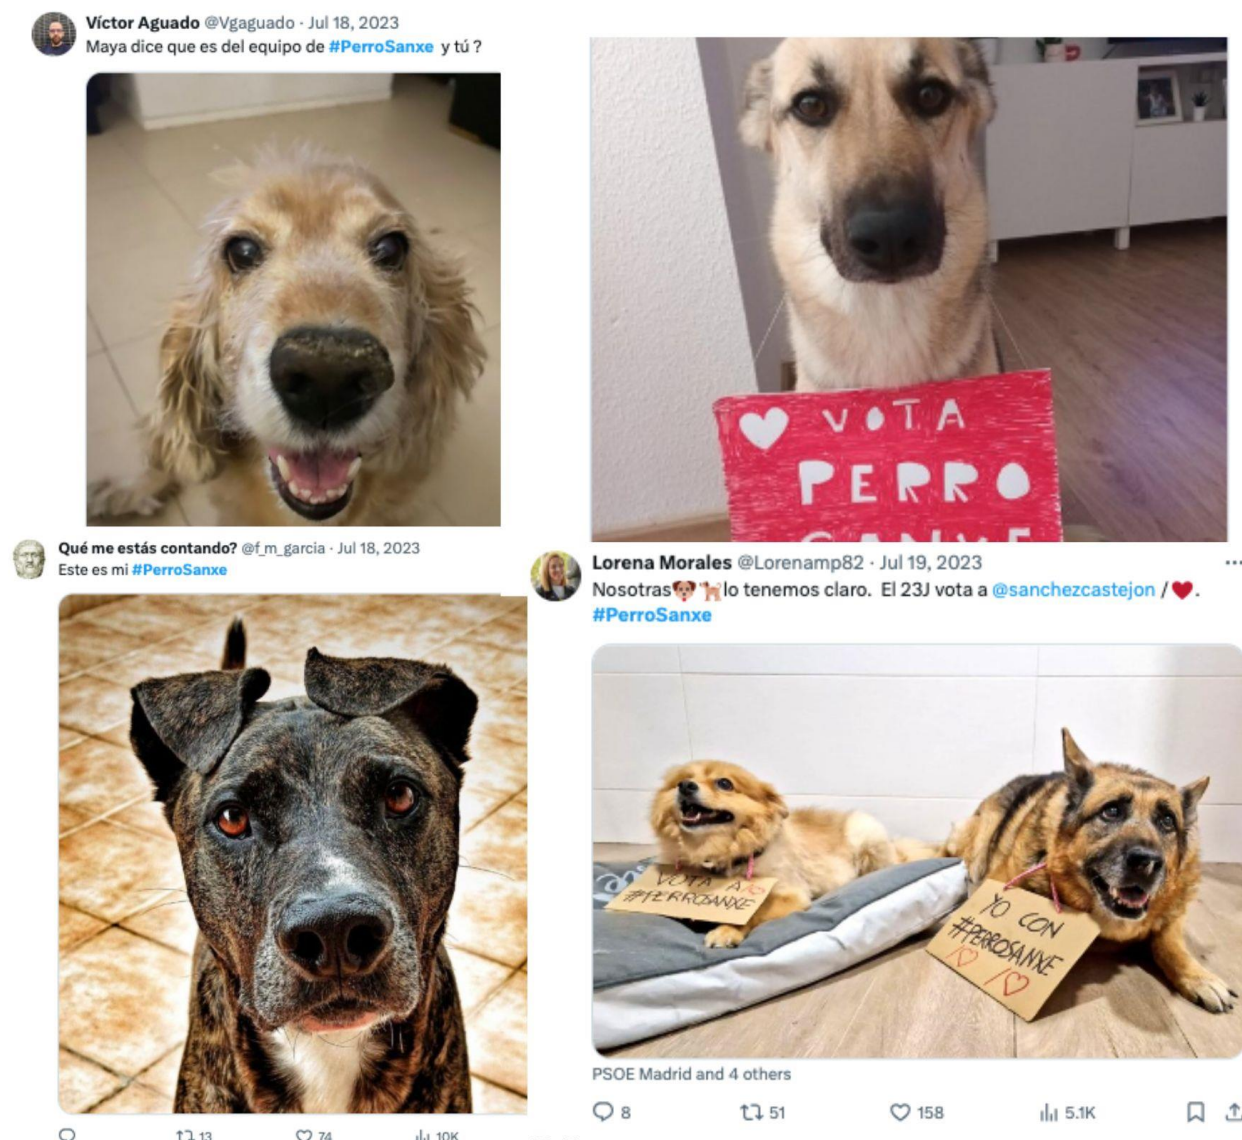 Víctor Aguado @Vgaguado · Jul 18, 2023
Maya dice que es del equipo de #PerroSanxe y tú ?
VOTA
PERRO
SANXE
Qué me estás contando? @f_m_garcia · Jul 18, 2023
Este es mi #PerroSanxe
13 74 10K
Lorena Morales @Lorenamp82 · Jul 19, 2023
Nosotras🐶🐕lo tenemos claro. El 23J vota a @sanchezcastejon /❤️.
#PerroSanxe
VOTA A
#PERROSANXE
YO CON
#PERROSANXE
PSOE Madrid and 4 others
8 51 158 5.1K